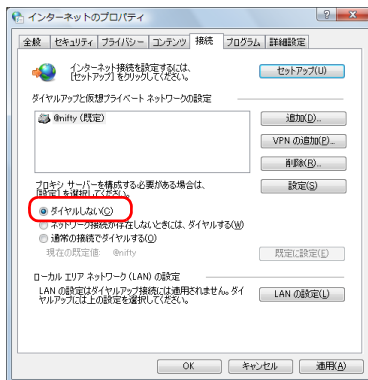 インターネットのプロパティ
全般 セキュリティ プライバシー コンテンツ 接続 プログラム 詳細設定
インターネット接続を設定するには、
[セットアップ] をクリックしてください。
セットアップ(U)
ダイヤルアップと仮想プライベート ネットワークの設定
@nifty (既定)
追加(D)...
VPN の追加(P)...
削除(R)...
プロキシ サーバーを構成する必要がある場合は、
[設定] を選択してください。
設定(S)
ダイヤルしない(C)
ネットワーク接続が存在しないときには、ダイヤルする(W)
通常の接続でダイヤルする(O)
現在の既定値: @nifty
既定に設定(E)
ローカル エリア ネットワーク (LAN) の設定
LAN の設定はダイヤルアップ接続には適用されません。ダイ
ヤルアップには上の設定を選択してください。
LAN の設定(L)
OK キャンセル 適用(A)